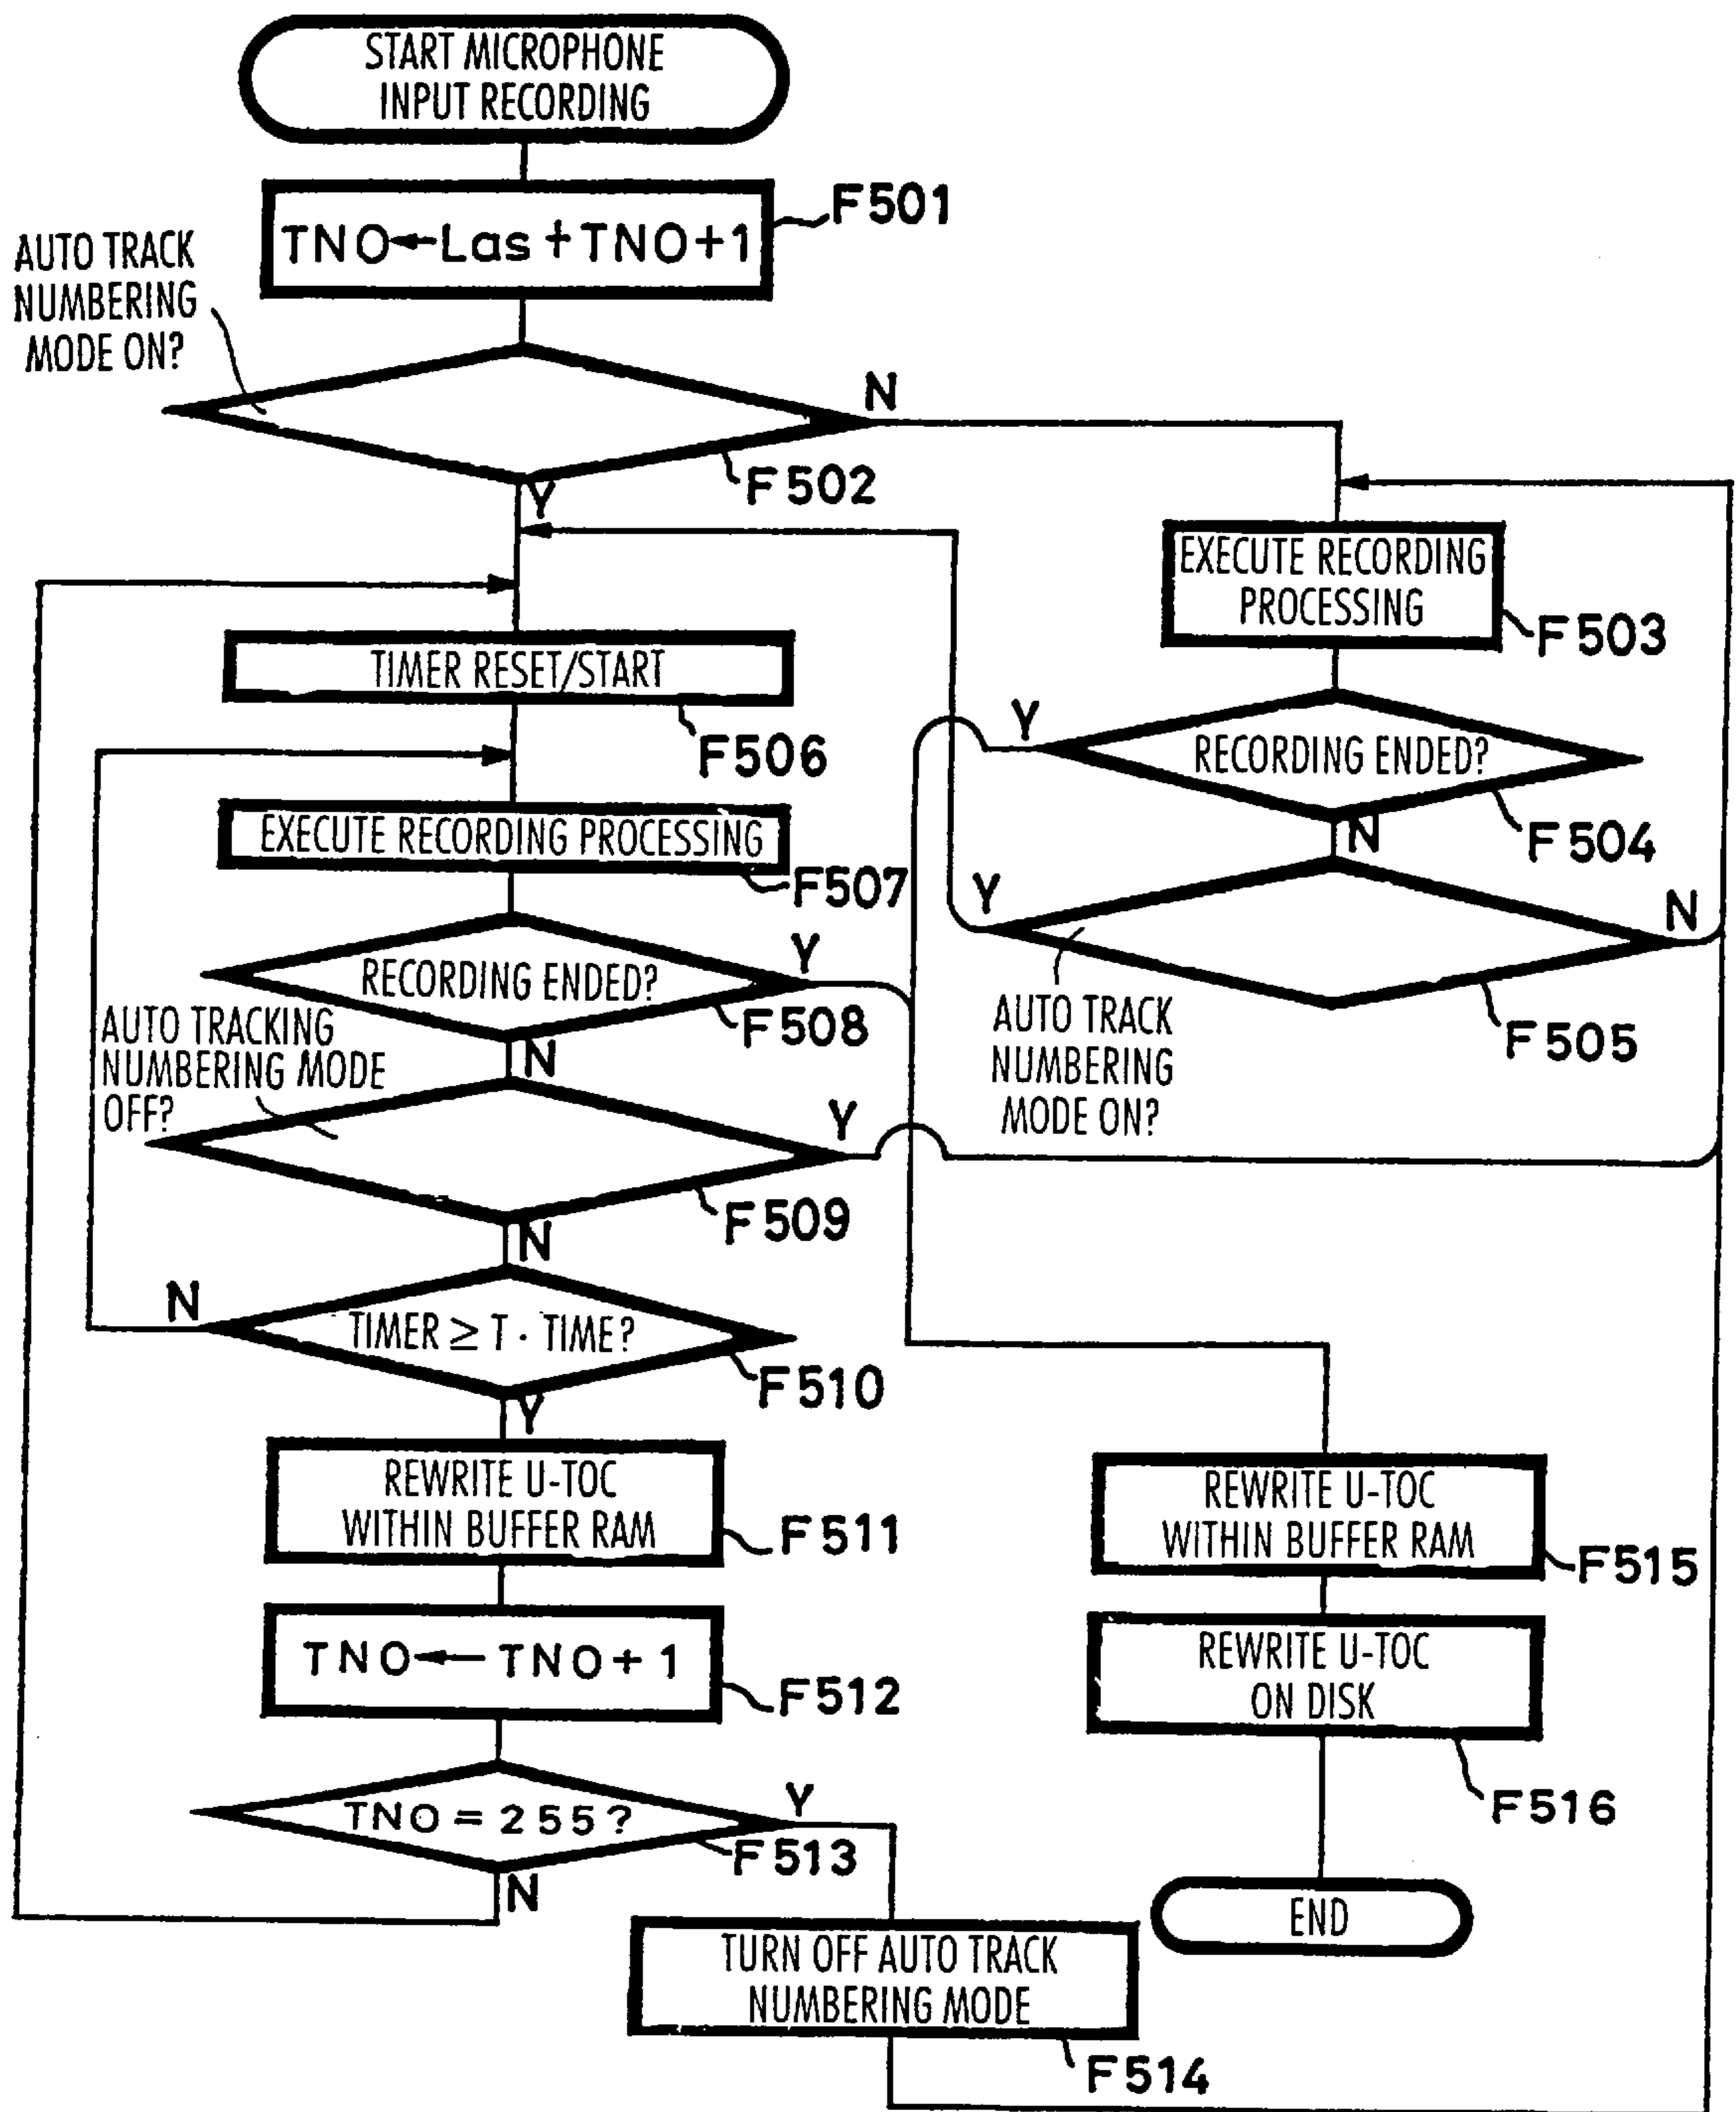 START MICROPHONE
INPUT RECORDING
TNO←Las+TNO+1
F501
AUTO TRACK
NUMBERING
MODE ON?
N
F502
Y
EXECUTE RECORDING
PROCESSING
F503
TIMER RESET/START
F506
Y
RECORDING ENDED?
F504
N
EXECUTE RECORDING PROCESSING
F507
Y
N
F505
AUTO TRACK
NUMBERING
MODE ON?
RECORDING ENDED?
Y
F508
N
AUTO TRACKING
NUMBERING MODE
OFF?
Y
F509
N
N
TIMER ≥ T · TIME?
F510
Y
REWRITE U-TOC
WITHIN BUFFER RAM
F511
REWRITE U-TOC
WITHIN BUFFER RAM
F515
TNO← TNO+1
F512
REWRITE U-TOC
ON DISK
F516
TNO=255?
Y
F513
N
END
TURN OFF AUTO TRACK
NUMBERING MODE
F514